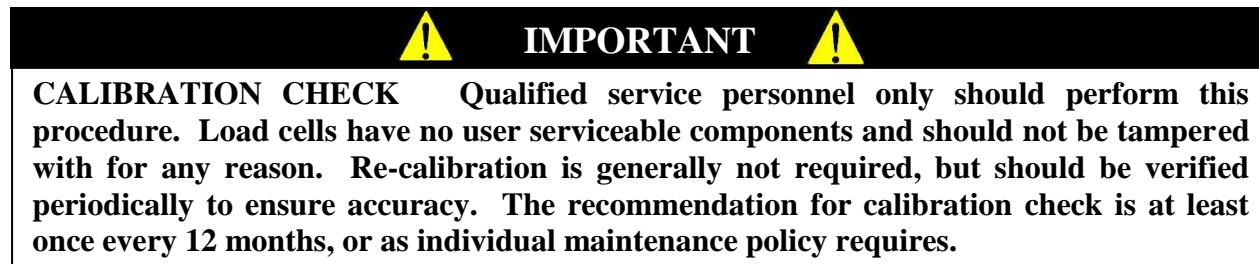 IMPORTANT
CALIBRATION CHECK Qualified service personnel only should perform this
procedure. Load cells have no user serviceable components and should not be tampered
with for any reason. Re-calibration is generally not required, but should be verified
periodically to ensure accuracy. The recommendation for calibration check is at least
once every 12 months, or as individual maintenance policy requires.